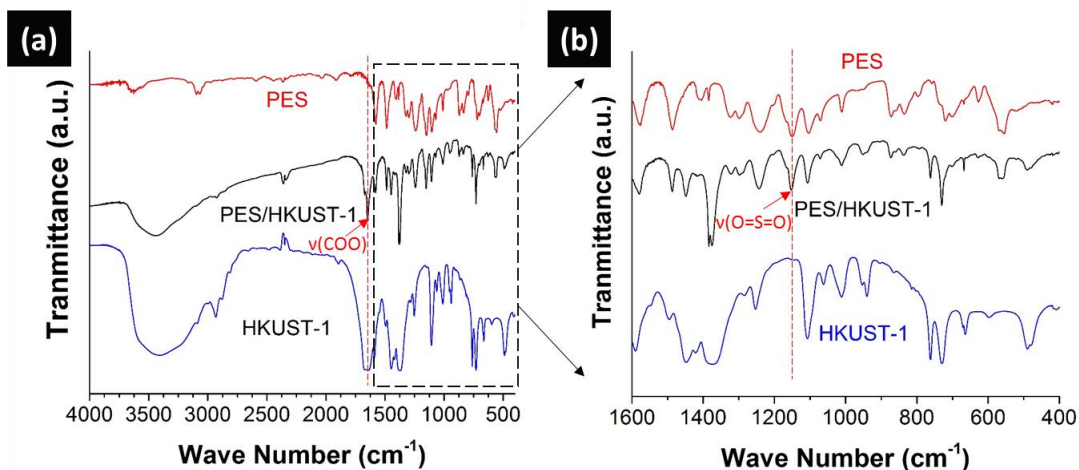 (a)
PES
PES/HKUST-1
ν(COO)
HKUST-1
Tranmittance (a.u.)
4000 3500 3000 2500 2000 1500 1000 500
Wave Number (cm⁻¹)
(b)
PES
PES/HKUST-1
ν(O=S=O)
HKUST-1
Tranmittance (a.u.)
1600 1400 1200 1000 800 600 400
Wave Number (cm⁻¹)